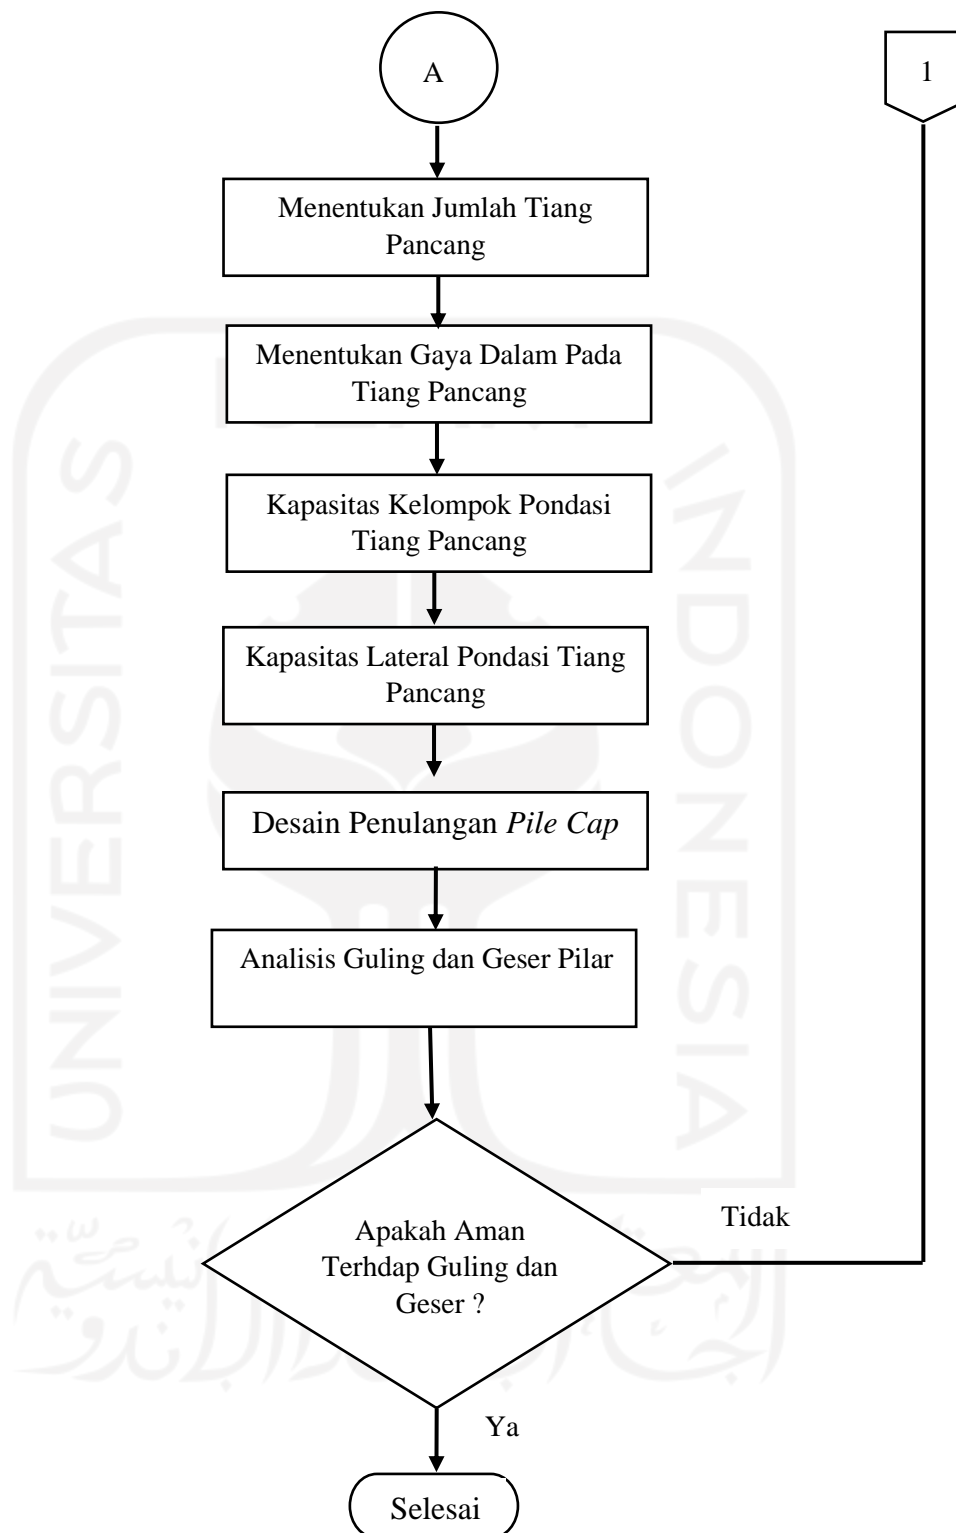 A
1
Menentukan Jumlah Tiang
Pancang
Menentukan Gaya Dalam Pada
Tiang Pancang
Kapasitas Kelompok Pondasi
Tiang Pancang
Kapasitas Lateral Pondasi Tiang
Pancang
Desain Penulangan Pile Cap
Analisis Guling dan Geser Pilar
Apakah Aman
Terhdap Guling dan
Geser ?
Tidak
Ya
Selesai
UNIVERSITAS
INDONESIA